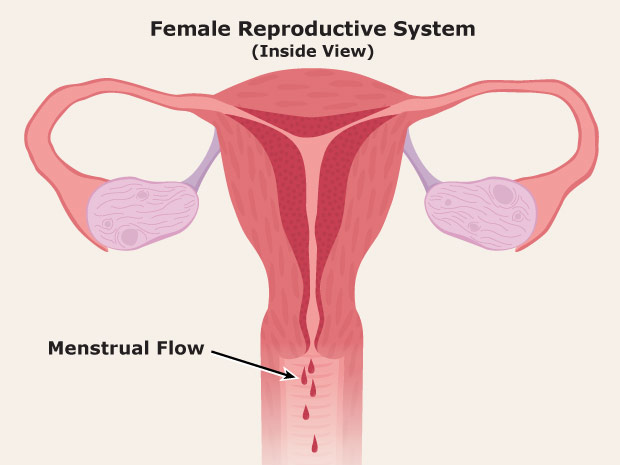 Female Reproductive System
(Inside View)
Menstrual Flow